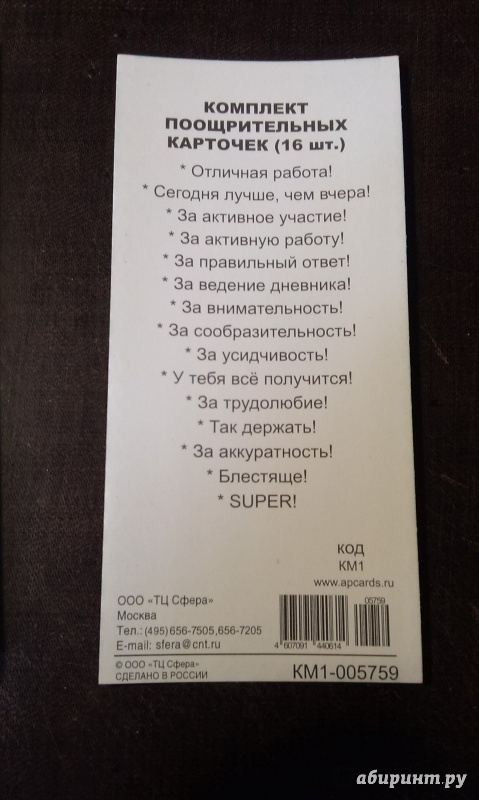 КОМПЛЕКТ
ПООЩРИТЕЛЬНЫХ
КАРТОЧЕК (16 шт.)
* Отличная работа!
* Сегодня лучше, чем вчера!
* За активное участие!
* За активную работу!
* За правильный ответ!
* За ведение дневника!
* За внимательность!
* За сообразительность!
* За усидчивость!
* У тебя всё получится!
* За трудолюбие!
* Так держать!
* За аккуратность!
* Блестяще!
* SUPER!
КОД
КМ1
www.apcards.ru
ООО «ТЦ Сфера»
Москва
Тел.: (495) 656-7505, 656-7205
E-mail: sfera@cnt.ru
05759
4 607091 440614
© ООО «ТЦ Сфера»
СДЕЛАНО В РОССИИ
КМ1-005759
абиринт.ру